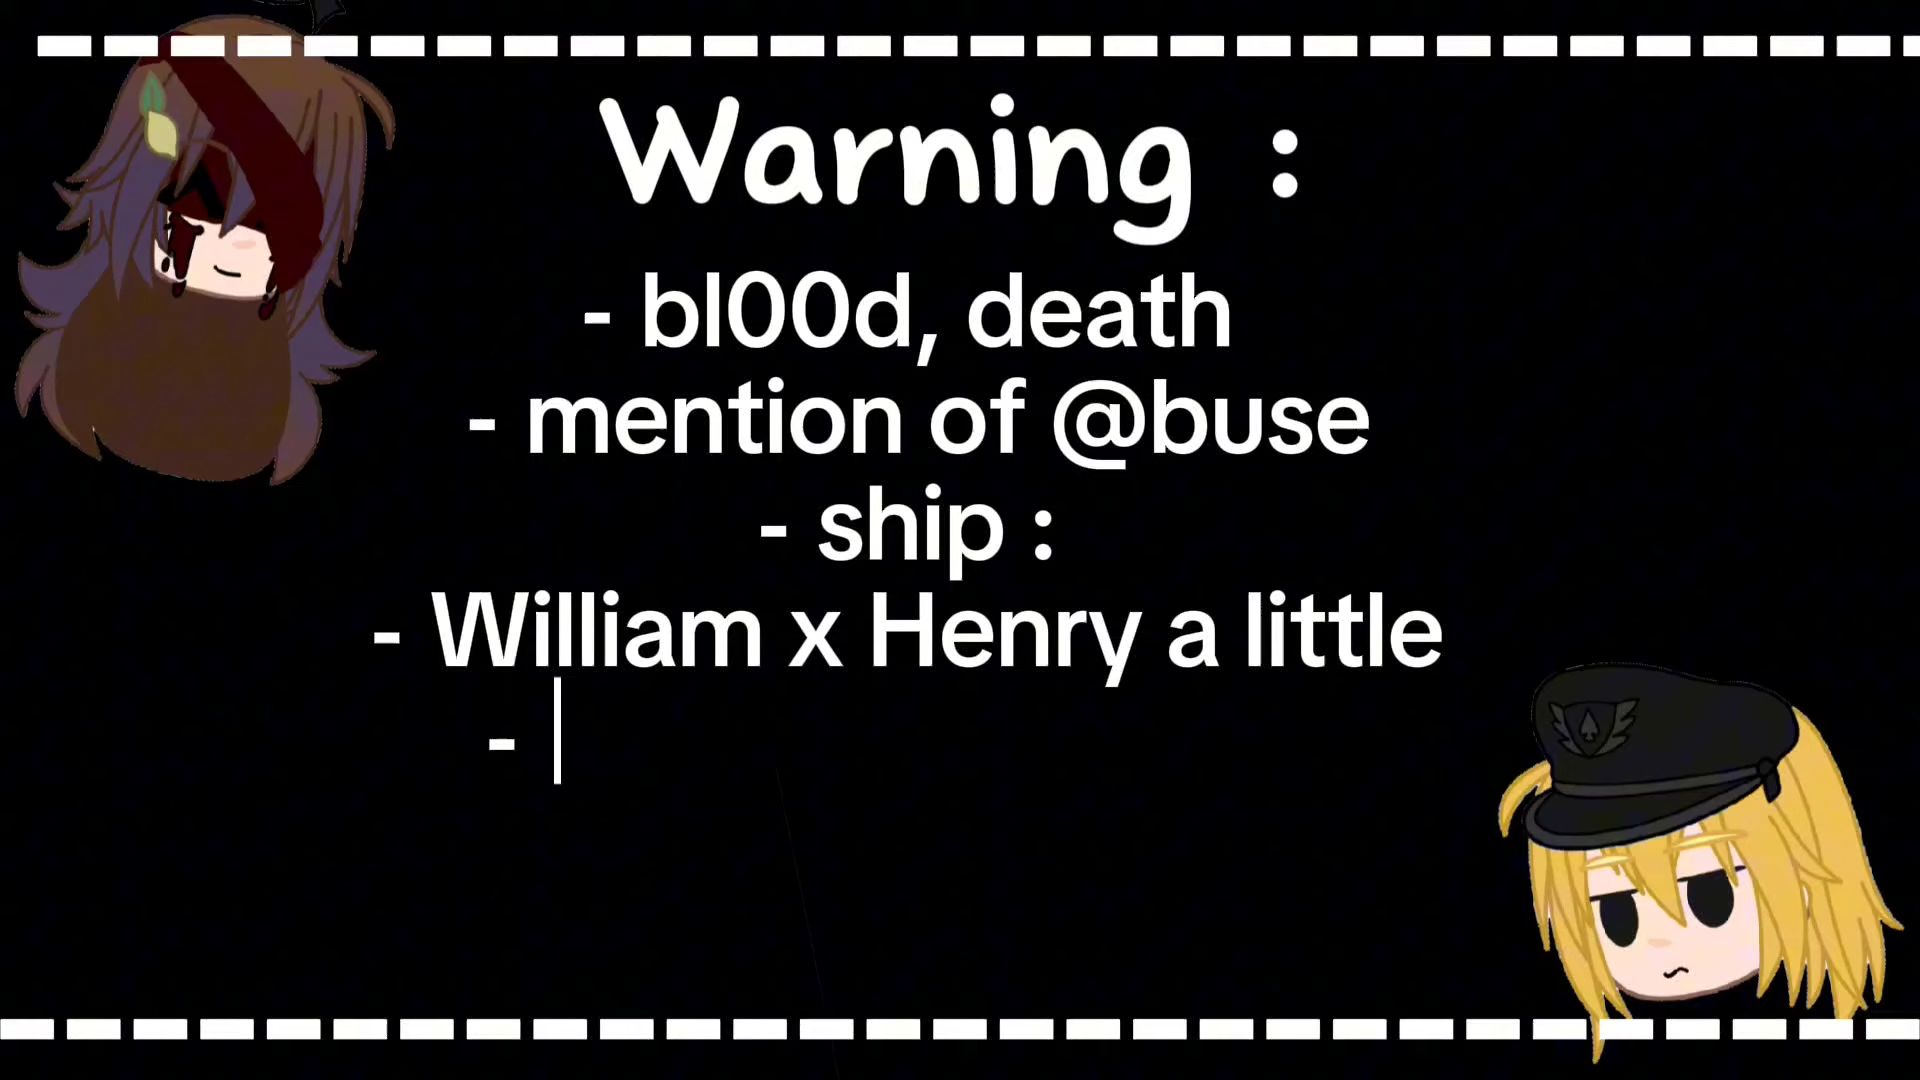 Warning :
- bl00d, death
- mention of @buse
- ship :
- William x Henry a little
-